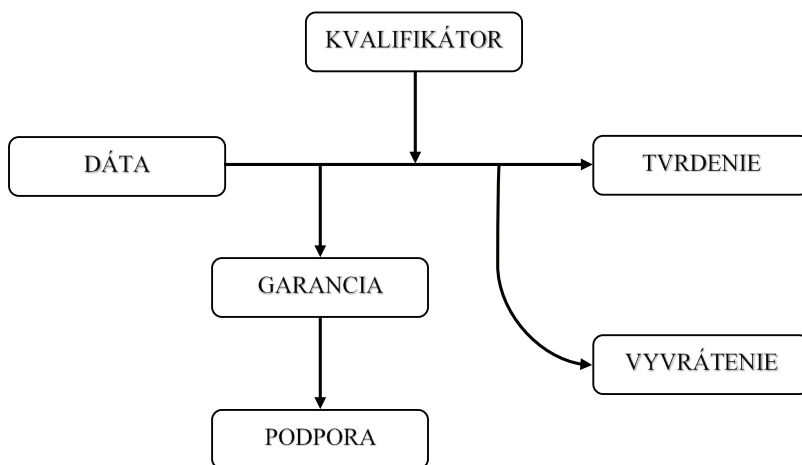 KVALIFIKÁTOR
DÁTA
TVRDENIE
GARANCIA
VYVRÁTENIE
PODPORA